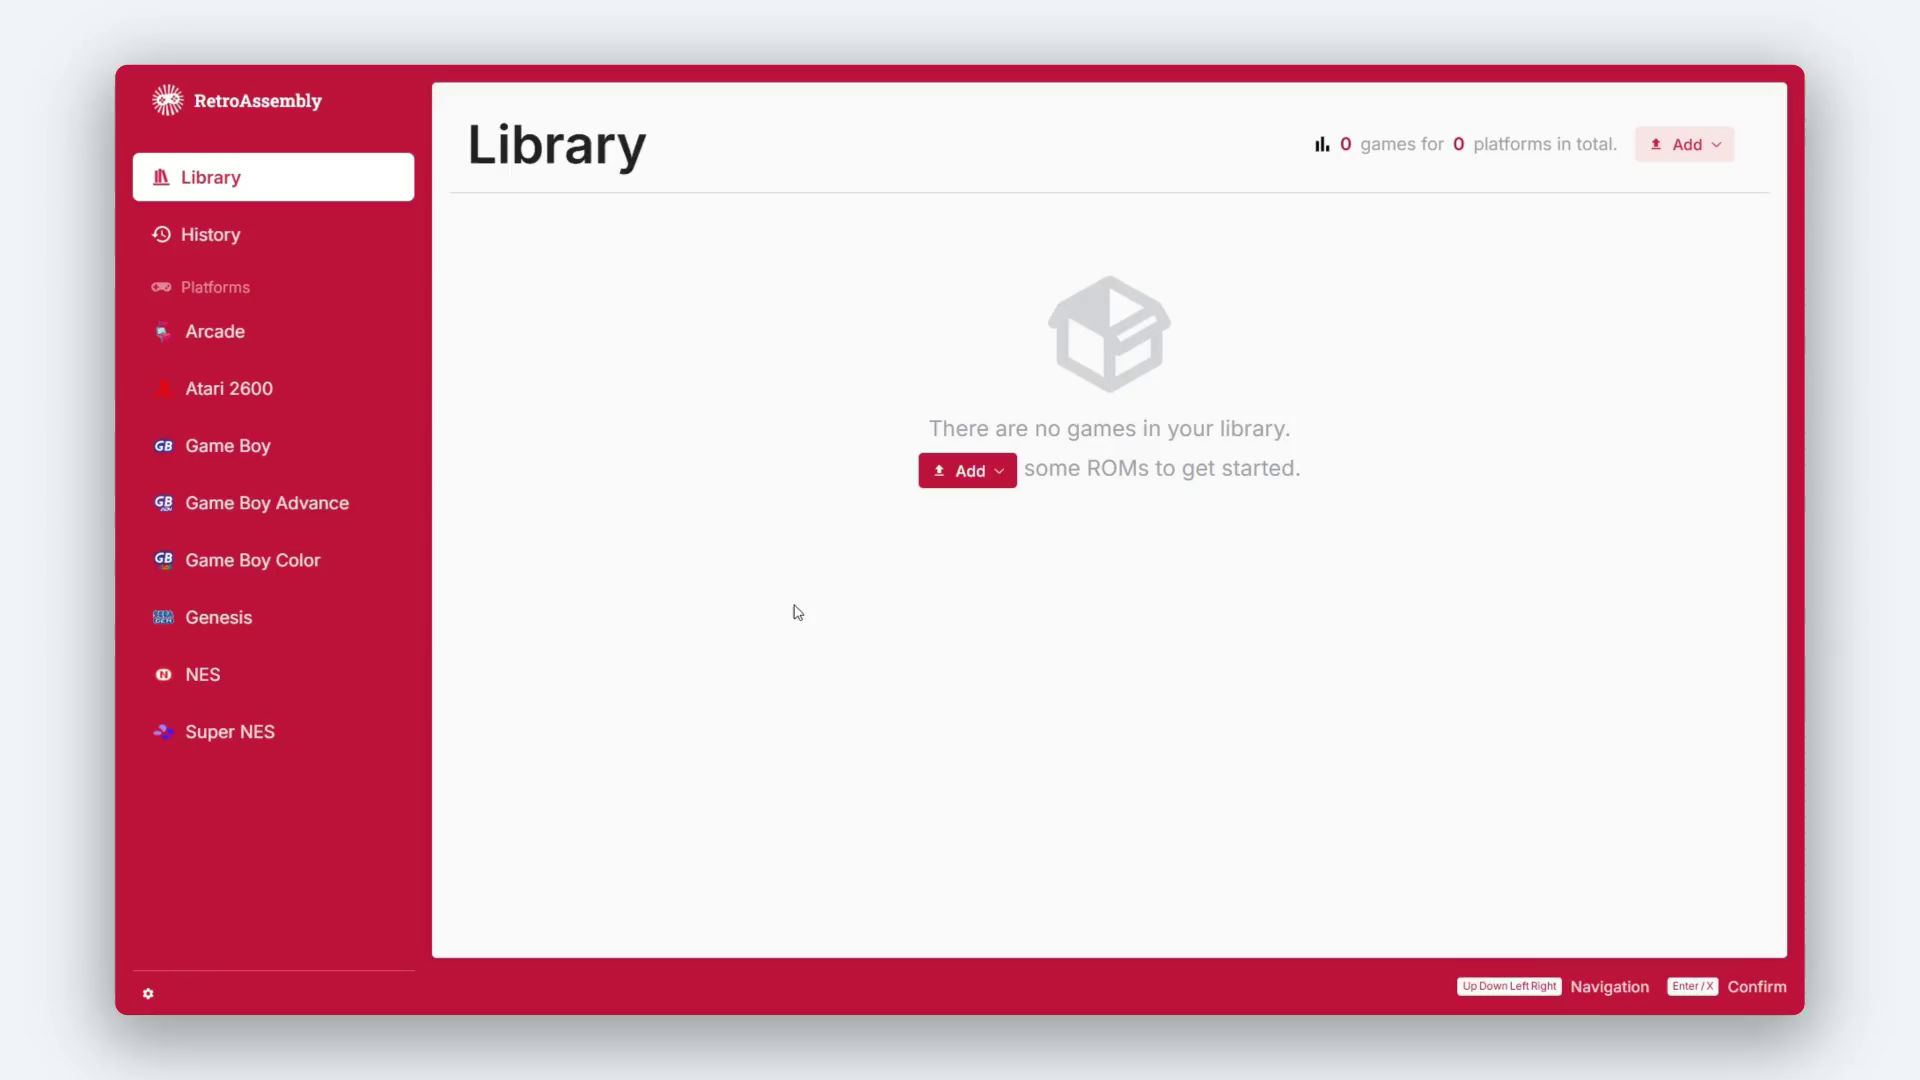 RetroAssembly
Library
History
Platforms
Arcade
Atari 2600
GB Game Boy
GB Game Boy Advance
GB Game Boy Color
Genesis
N NES
Super NES
Library
0 games for 0 platforms in total.
Add
There are no games in your library.
Add some ROMs to get started.
Up Down Left Right Navigation Enter / X Confirm